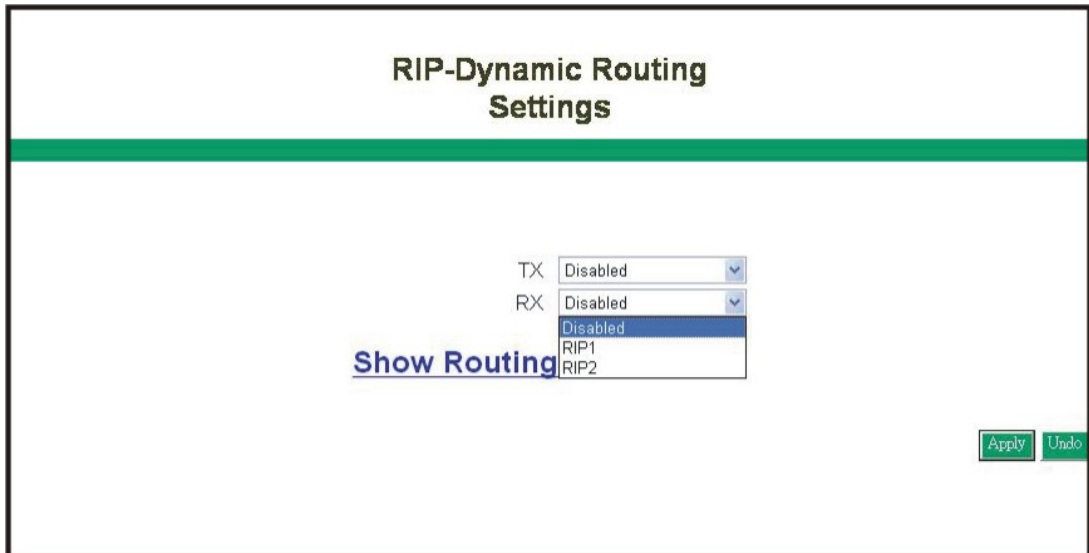 RIP-Dynamic Routing
Settings
TX Disabled
RX Disabled
Disabled
RIP1
Show Routing RIP2
Apply Undo